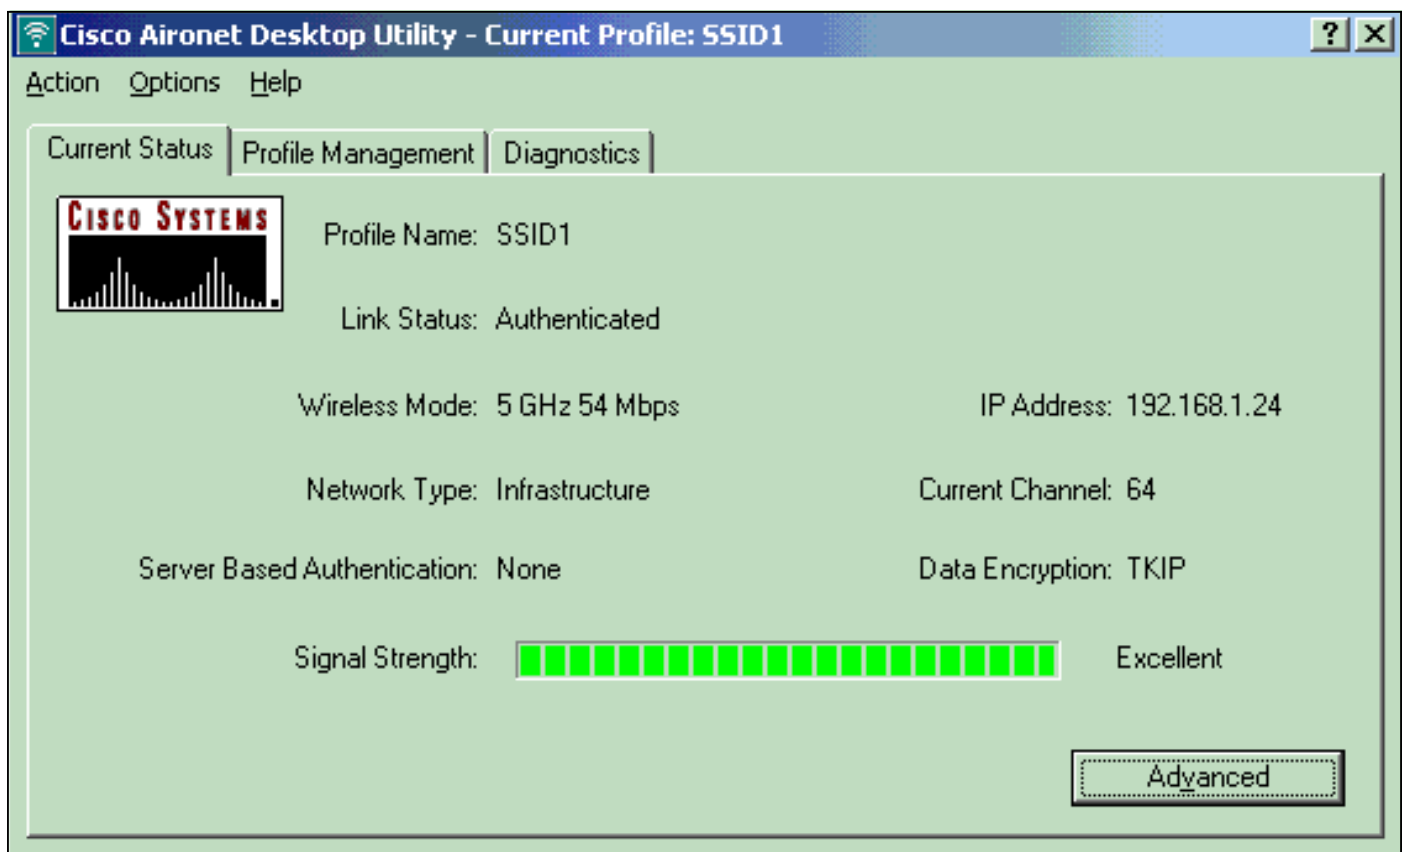 Cisco Aironet Desktop Utility - Current Profile: SSID1
? X
Action Options Help
Current Status Profile Management Diagnostics
CISCO SYSTEMS
Profile Name: SSID1
Link Status: Authenticated
Wireless Mode: 5 GHz 54 Mbps IP Address: 192.168.1.24
Network Type: Infrastructure Current Channel: 64
Server Based Authentication: None Data Encryption: TKIP
Signal Strength: Excellent
Advanced